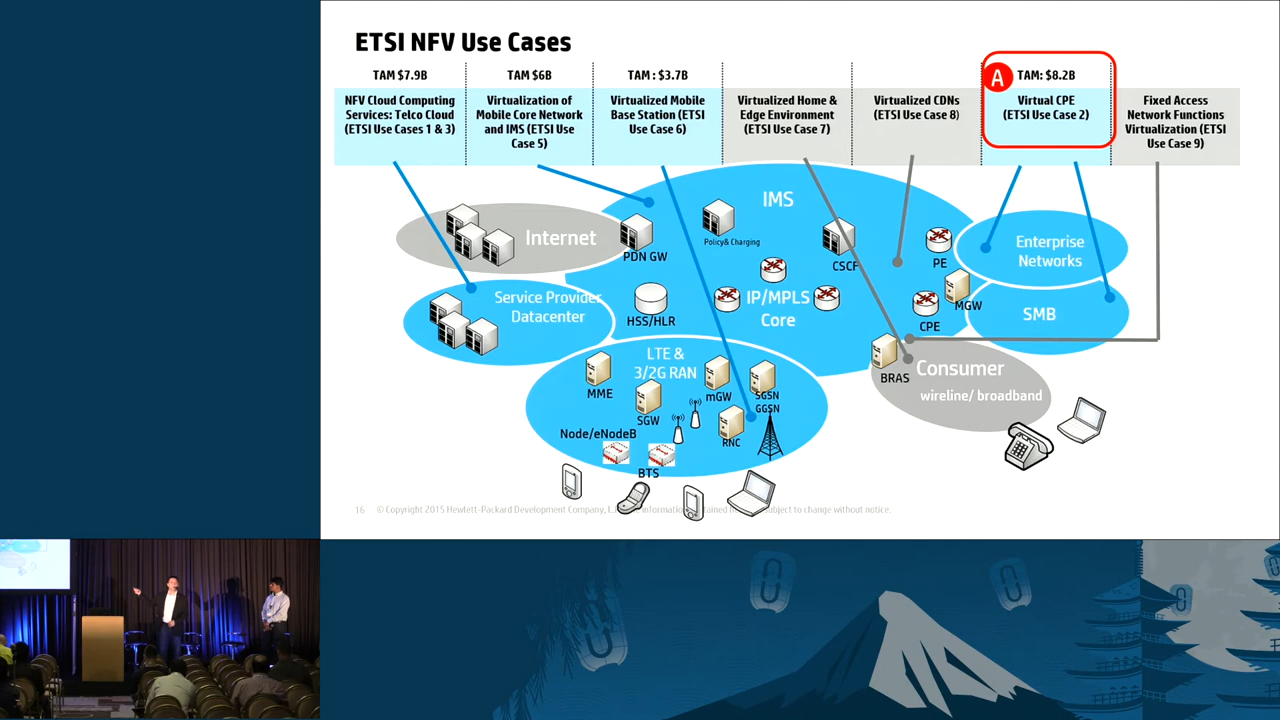 ETSI NFV Use Cases
TAM $7.9B
TAM $6B
TAM : $3.7B
A
TAM: $8.2B
NFV Cloud Computing
Services: Telco Cloud
(ETSI Use Cases 1 & 3)
Virtualization of
Mobile Core Network
and IMS (ETSI Use
Case 5)
Virtualized Mobile
Base Station (ETSI
Use Case 6)
Virtualized Home &
Edge Environment
(ETSI Use Case 7)
Virtualized CDNs
(ETSI Use Case 8)
Virtual CPE
(ETSI Use Case 2)
Fixed Access
Network Functions
Virtualization (ETSI
Use Case 9)
IMS
Internet
PDN GW
Policy& Charging
CSCF
PE
Enterprise
Networks
Service Provider
Datacenter
HSS/HLR
IP/MPLS
Core
MGW
CPE
SMB
LTE &
3/2G RAN
MME
SGW
mGW
SGSN
GGSN
RNC
Node/eNodeB
BTS
BRAS
Consumer
wireline/ broadband
16 © Copyright 2015 Hewlett-Packard Development Company, L. subject to change without notice.